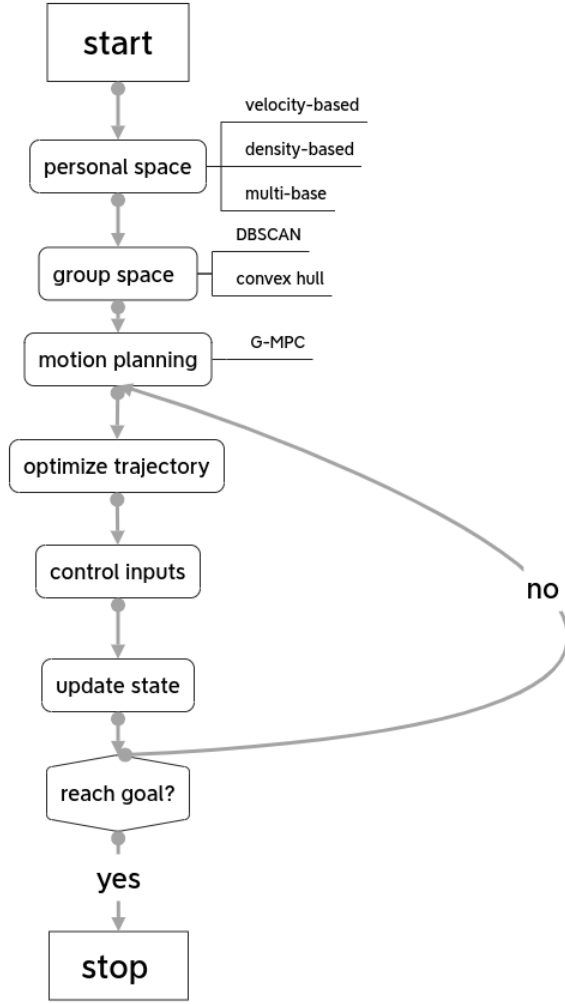 start
velocity-based
personal space
density-based
multi-base
DBSCAN
group space
convex hull
motion planning
G-MPC
optimize trajectory
control inputs
no
update state
reach goal?
yes
stop